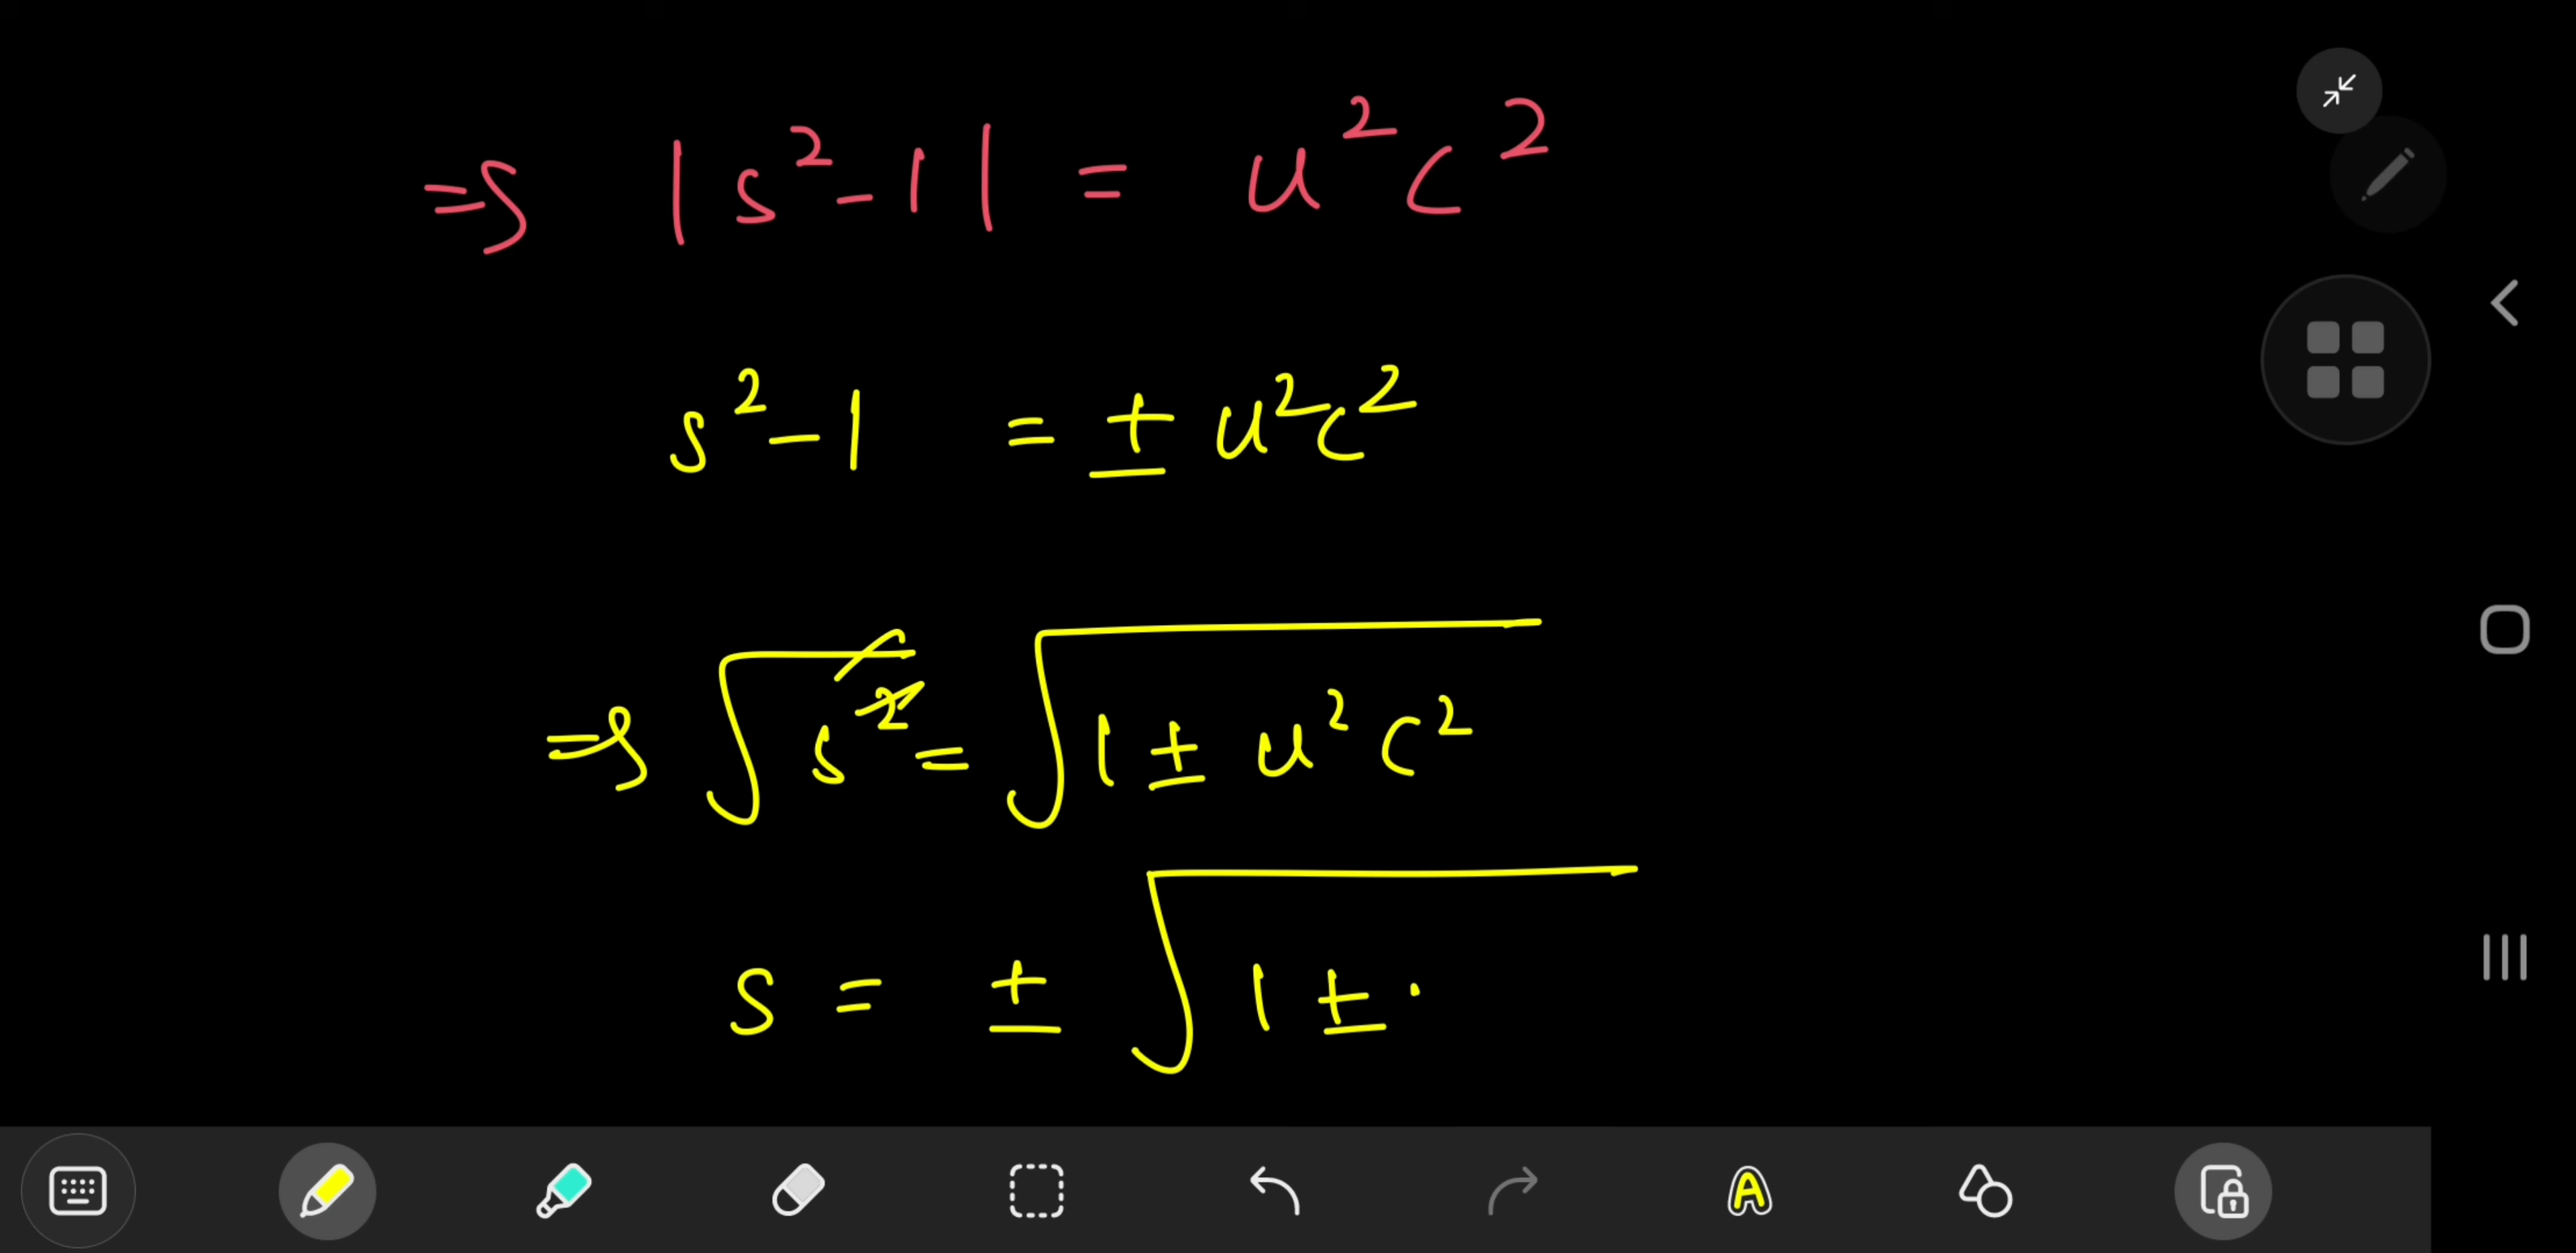 ⇒ |s²-1| = u²c²
s²-1 = ± u²c²
⇒ √s² = √1 ± u²c²
s = ± √1 ± ·
A